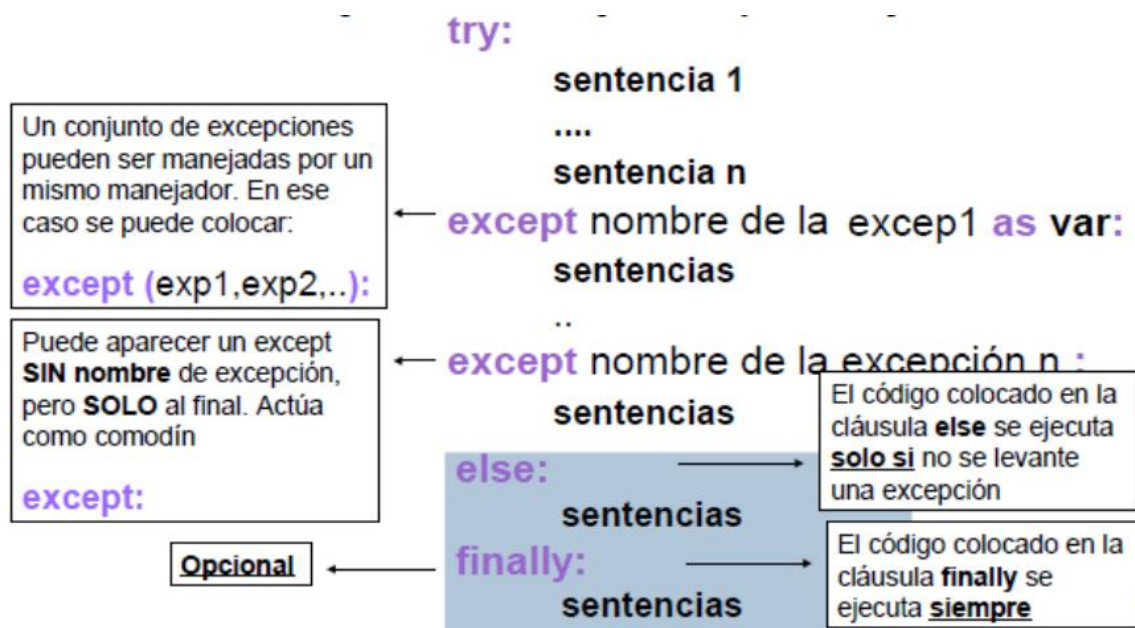 try:
sentencia 1
....
sentencia n
except nombre de la excep1 as var:
sentencias
..
except nombre de la excepción n :
sentencias
else:
sentencias
finally:
sentencias
Un conjunto de excepciones
pueden ser manejadas por un
mismo manejador. En ese
caso se puede colocar:
except (exp1,exp2,..):
Puede aparecer un except
SIN nombre de excepción,
pero SOLO al final. Actúa
como comodín
except:
Opcional
El código colocado en la
cláusula else se ejecuta
solo si no se levante
una excepción
El código colocado en la
cláusula finally se
ejecuta siempre